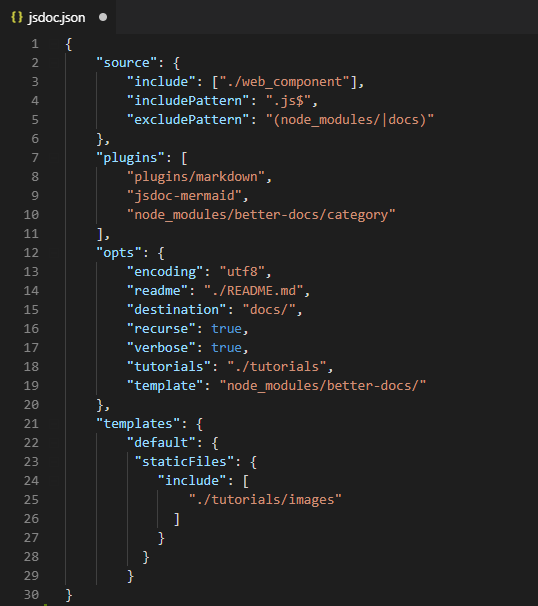 {} jsdoc.json ●
1 {
2     "source": {
3         "include": ["./web_component"],
4         "includePattern": ".js$",
5         "excludePattern": "(node_modules/|docs)"
6     },
7     "plugins": [
8         "plugins/markdown",
9         "jsdoc-mermaid",
10         "node_modules/better-docs/category"
11     ],
12     "opts": {
13         "encoding": "utf8",
14         "readme": "./README.md",
15         "destination": "docs/",
16         "recurse": true,
17         "verbose": true,
18         "tutorials": "./tutorials",
19         "template": "node_modules/better-docs/"
20     },
21     "templates": {
22         "default": {
23          "staticFiles": {
24             "include": [
25                 "./tutorials/images"
26               ]
27             }
28           }
29         }
30 }